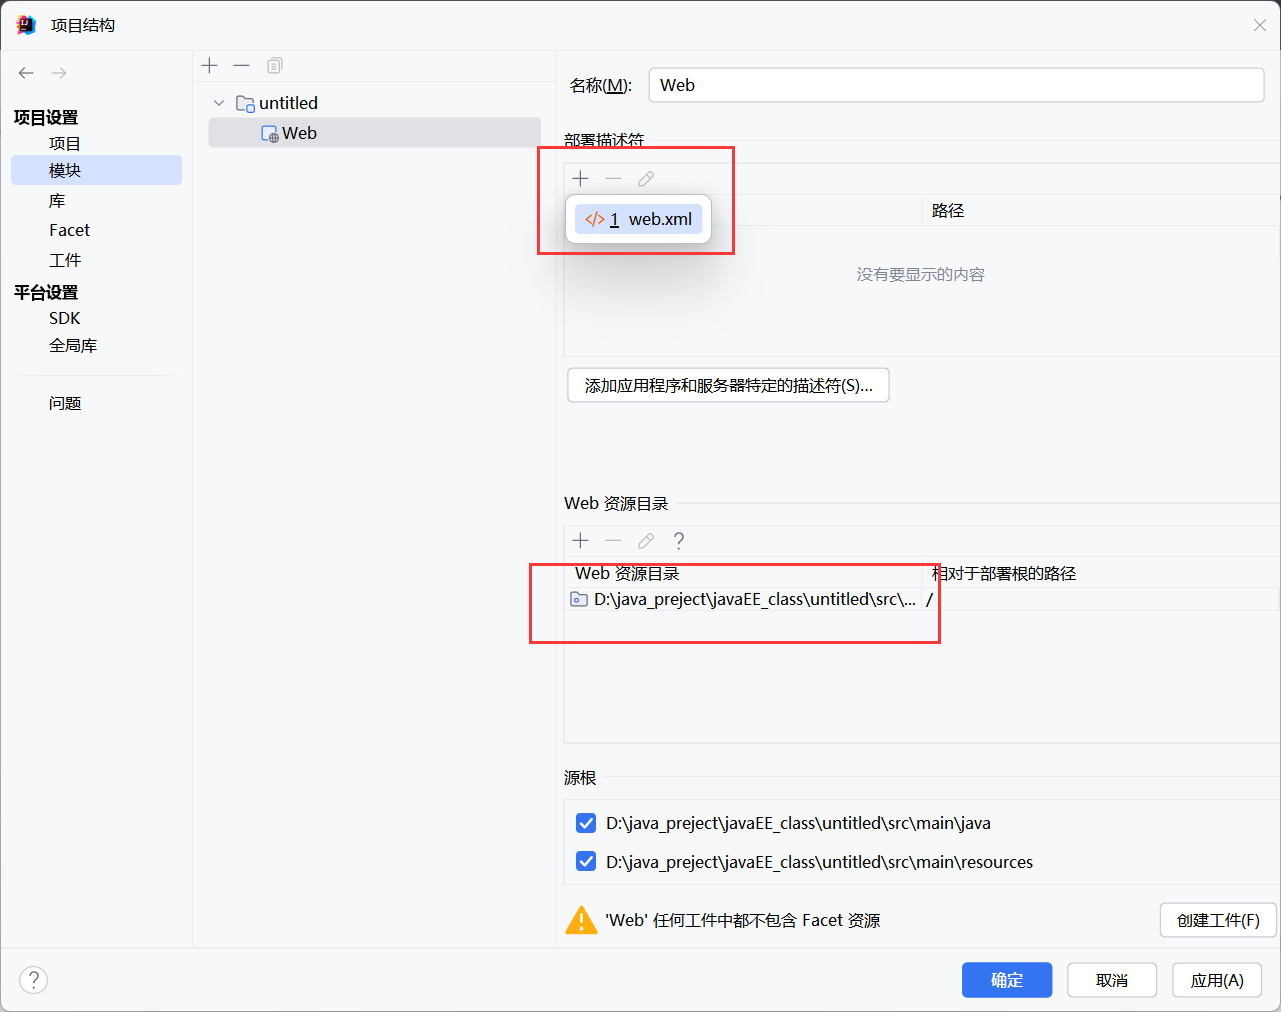 项目结构
项目设置
项目
模块
库
Facet
工件
平台设置
SDK
全局库
问题
untitled
Web
名称(M): Web
部署描述符
1 web.xml
路径
没有要显示的内容
添加应用程序和服务器特定的描述符(S)...
Web 资源目录
?
Web 资源目录 相对于部署根的路径
D:\java_preject\javaEE_class\untitled\src\... /
源根
D:\java_preject\javaEE_class\untitled\src\main\java
D:\java_preject\javaEE_class\untitled\src\main\resources
'Web' 任何工件中都不包含 Facet 资源 创建工件(F)
? 确定 取消 应用(A)